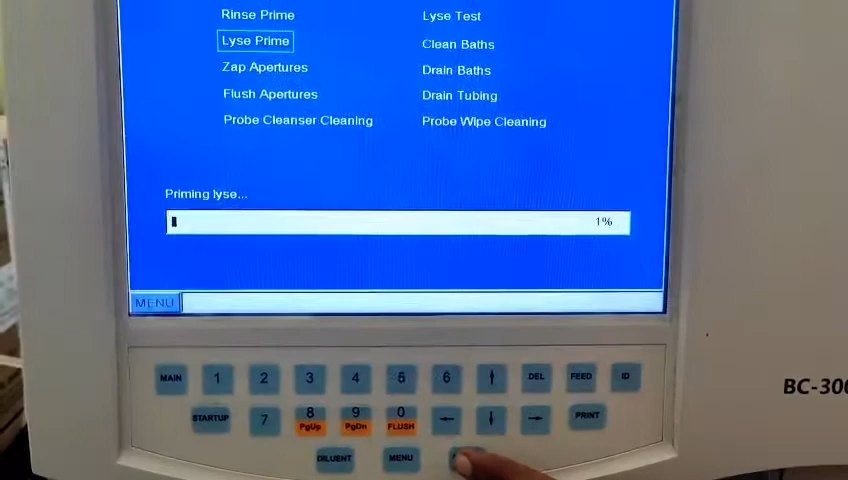 Rinse Prime Lyse Test
Lyse Prime Clean Baths
Zap Apertures Drain Baths
Flush Apertures Drain Tubing
Probe Cleanser Cleaning Probe Wipe Cleaning
Priming lyse...
1%
MENU
MAIN 1 2 3 4 5 6 ↑ DEL FEED ID
BC-300
STARTUP 7 8 PgUp 9 PgDn 0 FLUSH ← ↓ → PRINT
DILUENT MENU